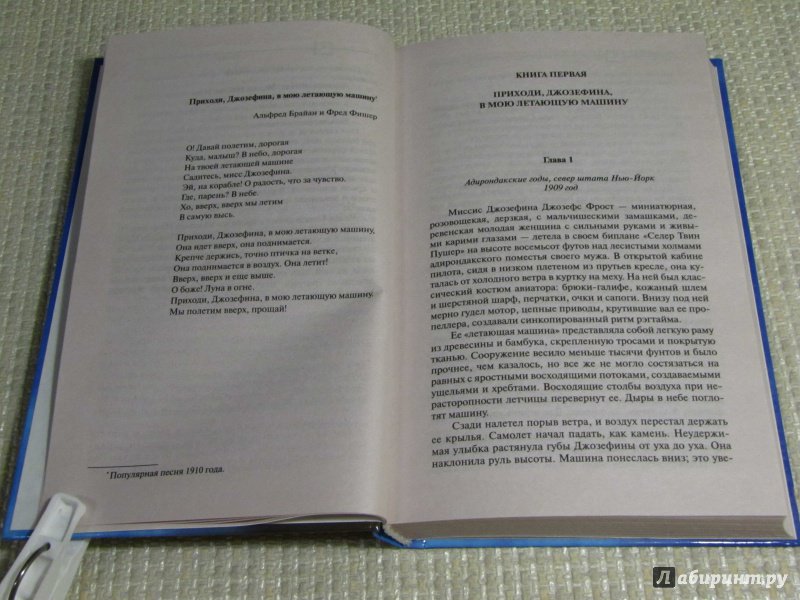 Приходи, Джозефина, в мою летающую машину*
Альфред Брайан и Фред Фишер
О! Давай полетим, дорогая
Куда, малыш? В небо, дорогая
На твоей летающей машине
Садитесь, мисс Джозефина.
Эй, на корабле! О радость, что за чувство.
Где, парень? В небе.
Хо, вверх, вверх мы летим
В самую высь.
Приходи, Джозефина, в мою летающую машину,
Она идет вверх, она поднимается.
Крепче держись, точно птичка на ветке,
Она поднимается в воздух. Она летит!
Вверх, вверх и еще выше.
О боже! Луна в огне.
Приходи, Джозефина, в мою летающую машину.
Мы полетим вверх, прощай!
* Популярная песня 1910 года.
КНИГА ПЕРВАЯ
ПРИХОДИ, ДЖОЗЕФИНА,
В МОЮ ЛЕТАЮЩУЮ МАШИНУ
Глава 1
Адирондакские годы, север штата Нью-Йорк
1909 год
Миссис Джозефина Джозефс Фрост — миниатюрная,
розовощекая, дерзкая, с мальчишескими замашками, де-
ревенская молодая женщина с сильными руками и живы-
ми карими глазами — летела в своем биплане «Селер Твин
Пушер» на высоте восемьсот футов над лесистыми холмами
адирондакского поместья своего мужа. В открытой кабине
пилота, сидя в низком плетеном из прутьев кресле, она ку-
талась от холодного ветра в куртку на меху. На ней был клас-
сический костюм авиатора: брюки-галифе, кожаный шлем
и шерстяной шарф, перчатки, очки и сапоги. Внизу под ней
мерно гудел мотор, цепные приводы, крутившие вал ее про-
пеллера, создавали синкопированный ритм рэгтайма.
Ее «летающая машина» представляла собой легкую раму
из древесины и бамбука, скрепленную тросами и покрытую
тканью. Сооружение весило меньше тысячи фунтов и было
прочнее, чем казалось, но все же не могло состязаться на
равных с яростными восходящими потоками, создаваемыми
ущельями и хребтами. Восходящие столбы воздуха при не-
расторопности летчицы перевернут ее. Дыры в небе погло-
тят машину.
Сзади налетел порыв ветра, и воздух перестал держать
ее крылья. Самолет начал падать, как камень. Неудержи-
мая улыбка растянула губы Джозефины от уха до уха. Она
наклонила руль высоты. Машина понеслась вниз; это уве-
Лабиринт.ру